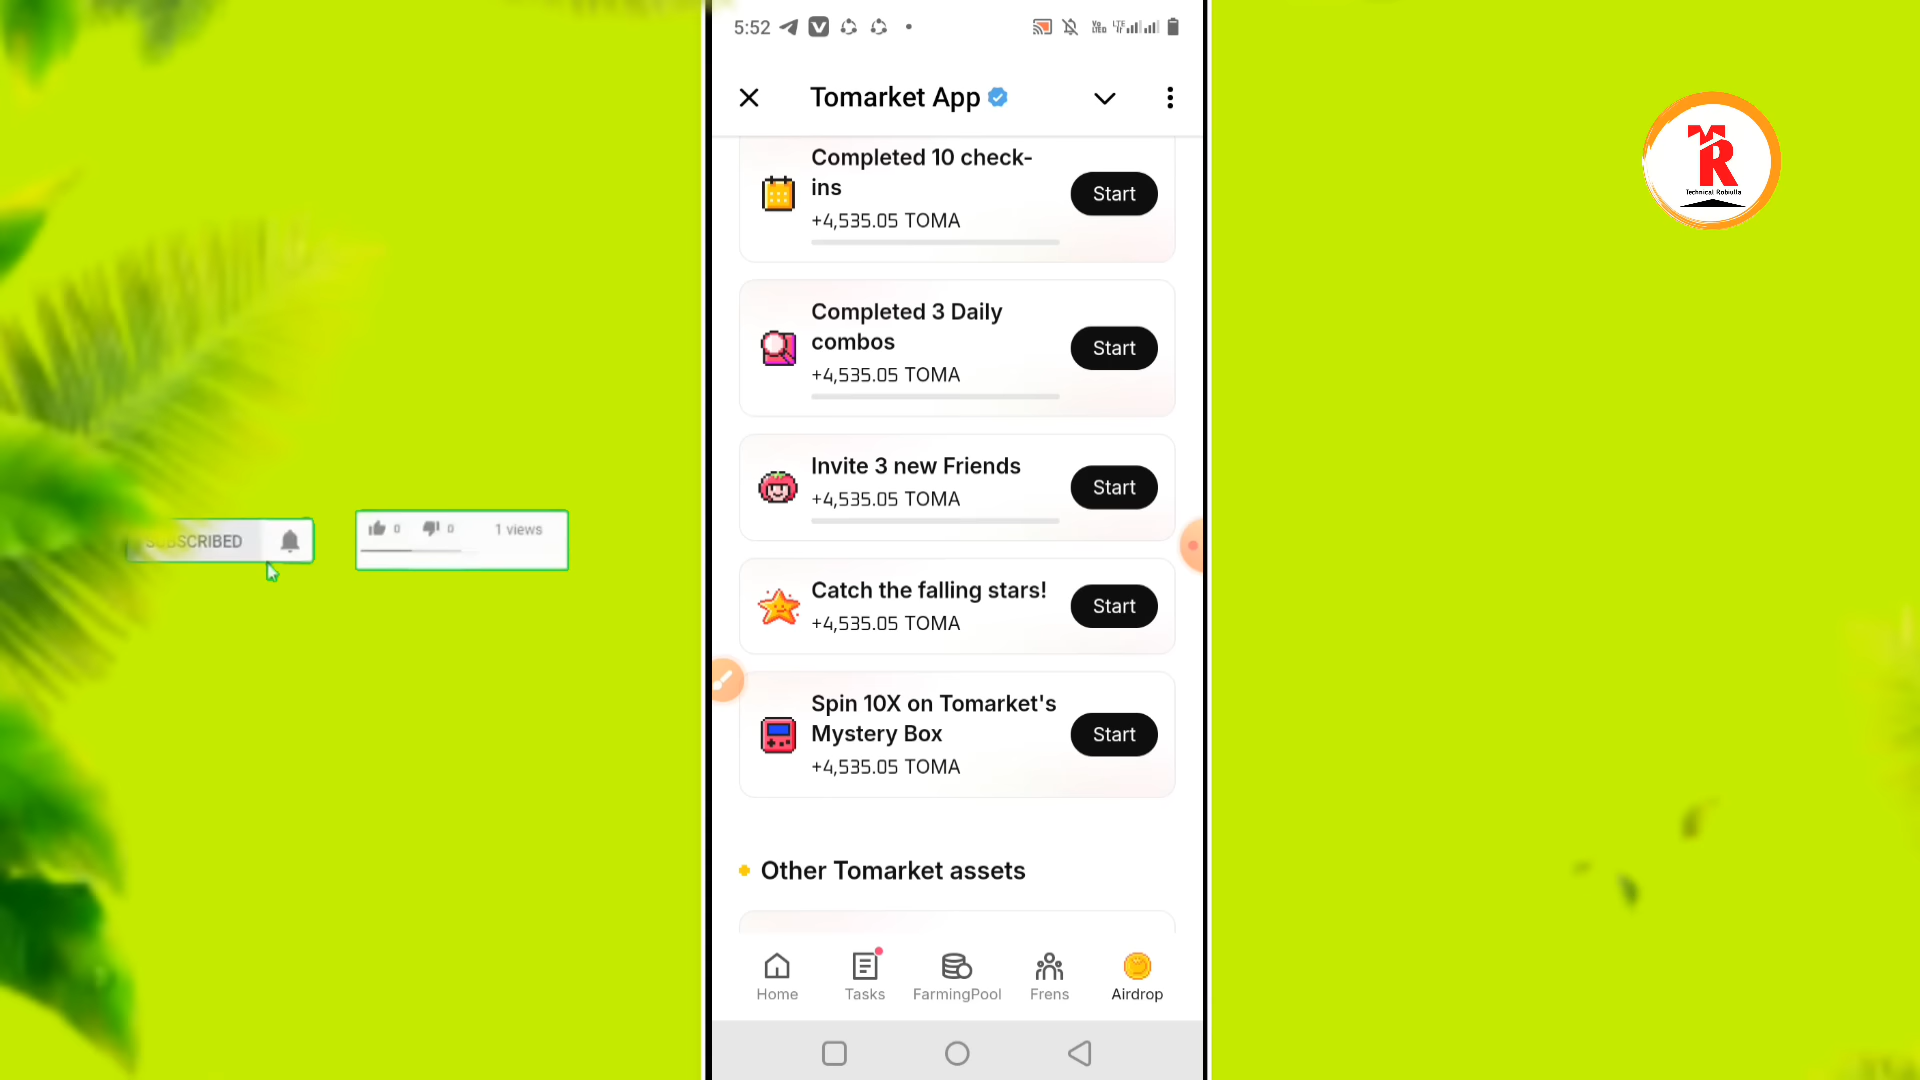 5:52
Tomarket App
Completed 10 check-
ins
+4,535.05 TOMA
Start
Completed 3 Daily
combos
+4,535.05 TOMA
Start
Invite 3 new Friends
+4,535.05 TOMA
Start
Catch the falling stars!
+4,535.05 TOMA
Start
Spin 10X on Tomarket's
Mystery Box
+4,535.05 TOMA
Start
Other Tomarket assets
Home
Tasks
FarmingPool
Frens
Airdrop
SUBSCRIBED
0
0
1 views
R
Technical Robiulla